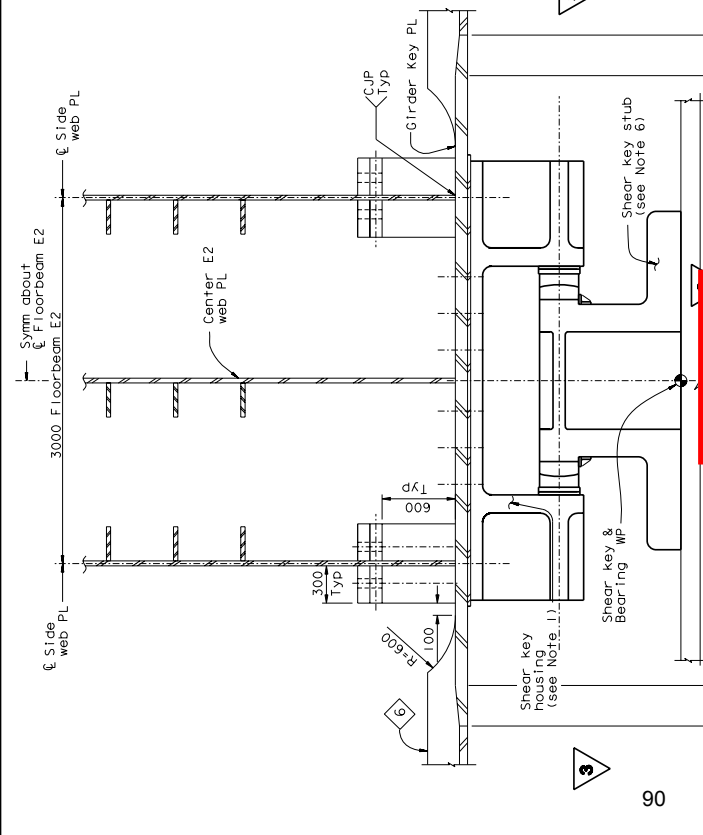 Symm about
℄ Floorbeam E2
3000 Floorbeam E2
℄ Side
web PL
℄ Side
web PL
Center E2
web PL
CJP
Typ
Girder Key PL
600
Typ
300
Typ
100
R=600
6
Shear key
housing
(see Note 1)
Shear key &
Bearing WP
Shear key stub
(see Note 6)
3
90